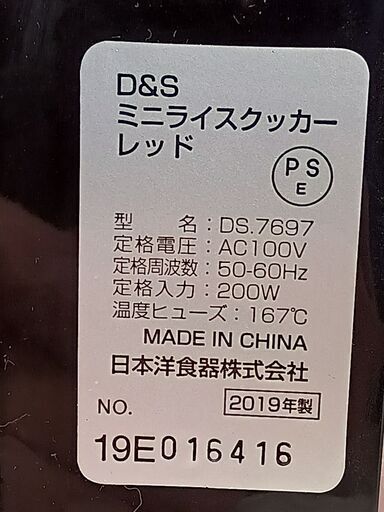 D&S
ミニライスクッカー
レッド
PS
E
型 名:DS.7697
定格電圧:AC100V
定格周波数:50-60Hz
定格入力:200W
温度ヒューズ:167℃
MADE IN CHINA
日本洋食器株式会社
NO. 2019年製
19E016416